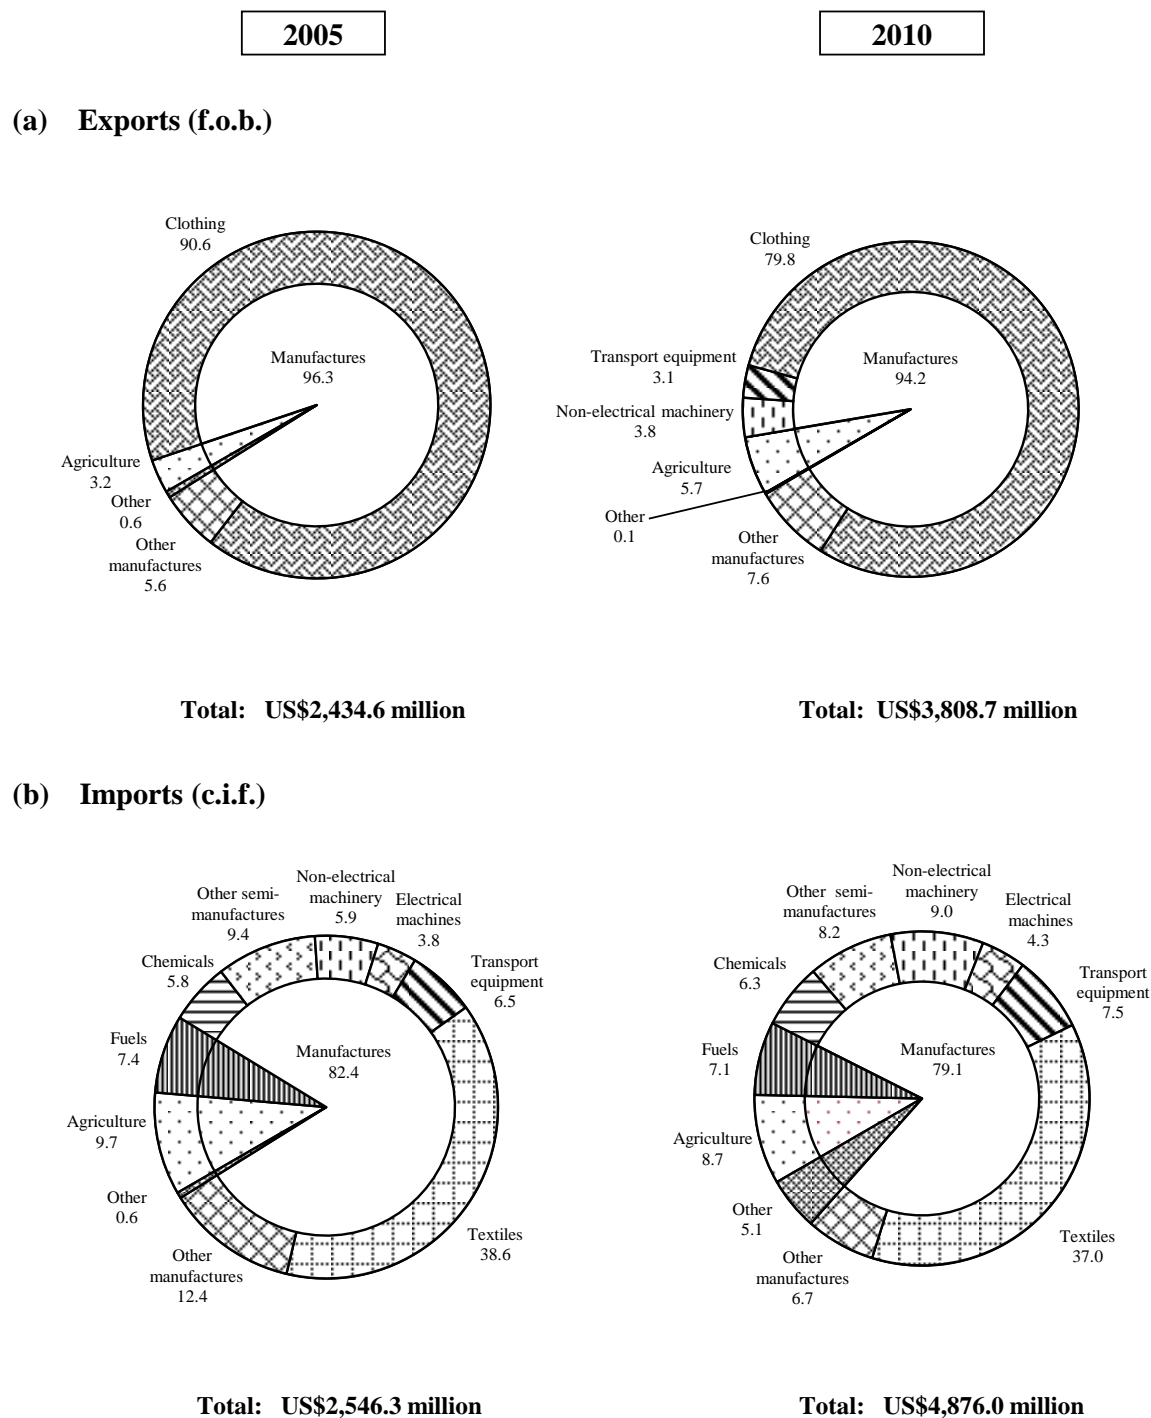 2005
2010
(a) Exports (f.o.b.)
Clothing
90.6
Manufactures
96.3
Agriculture
3.2
Other
0.6
Other
manufactures
5.6
Clothing
79.8
Transport equipment
3.1
Manufactures
94.2
Non-electrical machinery
3.8
Agriculture
5.7
Other
0.1
Other
manufactures
7.6
Total: US$2,434.6 million
Total: US$3,808.7 million
(b) Imports (c.i.f.)
Non-electrical
machinery
5.9
Other semi-
manufactures
9.4
Electrical
machines
3.8
Chemicals
5.8
Transport
equipment
6.5
Fuels
7.4
Manufactures
82.4
Agriculture
9.7
Other
0.6
Textiles
38.6
Other
manufactures
12.4
Non-electrical
machinery
9.0
Other semi-
manufactures
8.2
Electrical
machines
4.3
Chemicals
6.3
Transport
equipment
7.5
Fuels
7.1
Manufactures
79.1
Agriculture
8.7
Other
5.1
Textiles
37.0
Other
manufactures
6.7
Total: US$2,546.3 million
Total: US$4,876.0 million